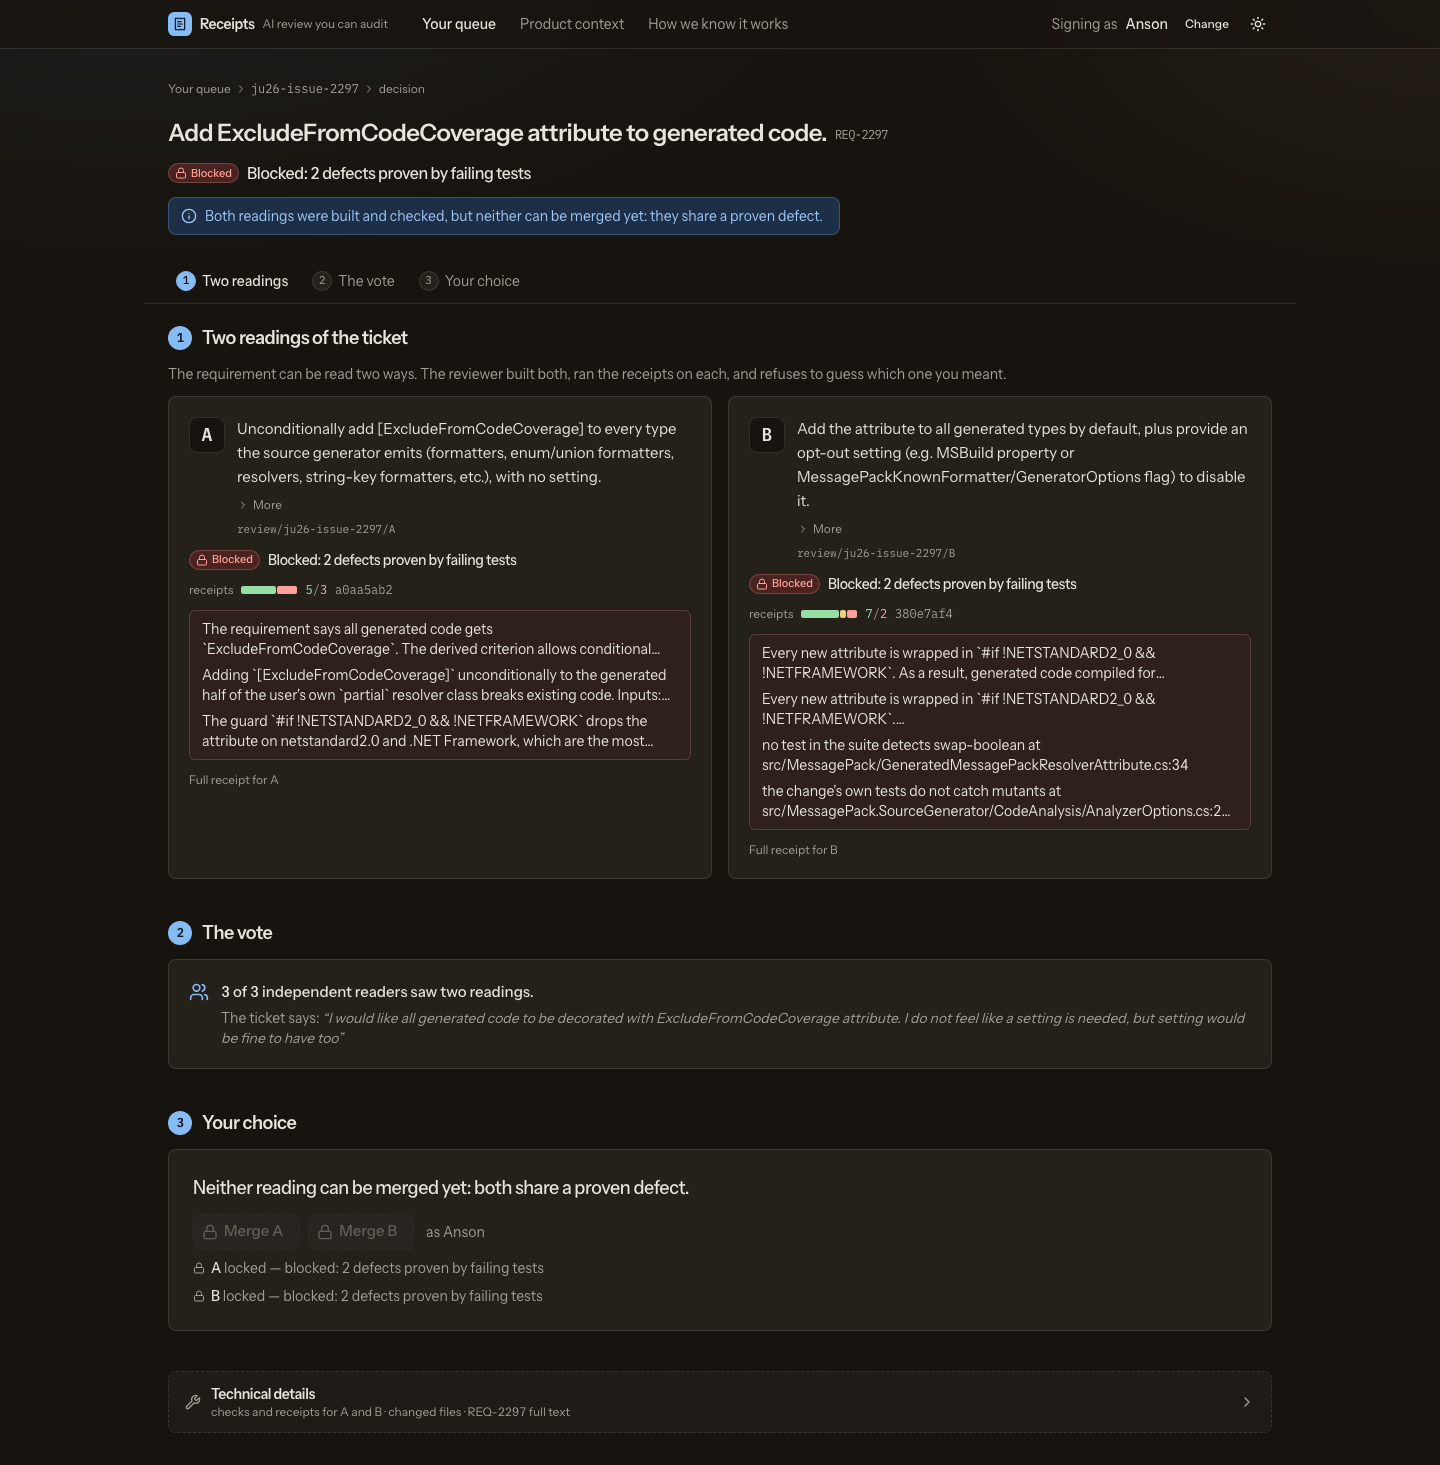 Receipts AI review you can audit Your queue Product context How we know it works Signing as Anson Change
Your queue > ju26-issue-2297 > decision
Add ExcludeFromCodeCoverage attribute to generated code. REQ-2297
Blocked Blocked: 2 defects proven by failing tests
Both readings were built and checked, but neither can be merged yet: they share a proven defect.
1 Two readings 2 The vote 3 Your choice
1 Two readings of the ticket
The requirement can be read two ways. The reviewer built both, ran the receipts on each, and refuses to guess which one you meant.
A
Unconditionally add [ExcludeFromCodeCoverage] to every type
the source generator emits (formatters, enum/union formatters,
resolvers, string-key formatters, etc.), with no setting.
> More
review/ju26-issue-2297/A
Blocked Blocked: 2 defects proven by failing tests
receipts 5/3 a0aa5ab2
The requirement says all generated code gets
`ExcludeFromCodeCoverage`. The derived criterion allows conditional...
Adding `[ExcludeFromCodeCoverage]` unconditionally to the generated
half of the user's own `partial` resolver class breaks existing code. Inputs:...
The guard `#if !NETSTANDARD2_0 && !NETFRAMEWORK` drops the
attribute on netstandard2.0 and .NET Framework, which are the most...
Full receipt for A
B
Add the attribute to all generated types by default, plus provide an
opt-out setting (e.g. MSBuild property or
MessagePackKnownFormatter/GeneratorOptions flag) to disable
it.
> More
review/ju26-issue-2297/B
Blocked Blocked: 2 defects proven by failing tests
receipts 7/2 380e7af4
Every new attribute is wrapped in `#if !NETSTANDARD2_0 &&
!NETFRAMEWORK`. As a result, generated code compiled for...
Every new attribute is wrapped in `#if !NETSTANDARD2_0 &&
!NETFRAMEWORK`....
no test in the suite detects swap-boolean at
src/MessagePack/GeneratedMessagePackResolverAttribute.cs:34
the change's own tests do not catch mutants at
src/MessagePack.SourceGenerator/CodeAnalysis/AnalyzerOptions.cs:2...
Full receipt for B
2 The vote
3 of 3 independent readers saw two readings.
The ticket says: “I would like all generated code to be decorated with ExcludeFromCodeCoverage attribute. I do not feel like a setting is needed, but setting would
be fine to have too”
3 Your choice
Neither reading can be merged yet: both share a proven defect.
Merge A Merge B as Anson
A locked — blocked: 2 defects proven by failing tests
B locked — blocked: 2 defects proven by failing tests
Technical details
checks and receipts for A and B · changed files · REQ-2297 full text